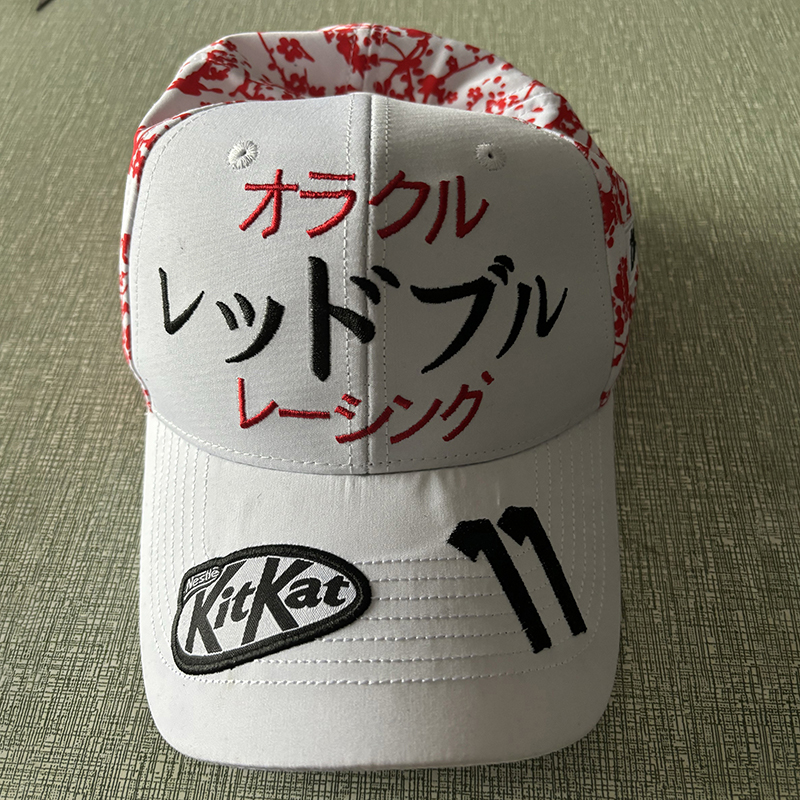 オラクル
レッドブル
レーシング
Nestlé
KitKat
11